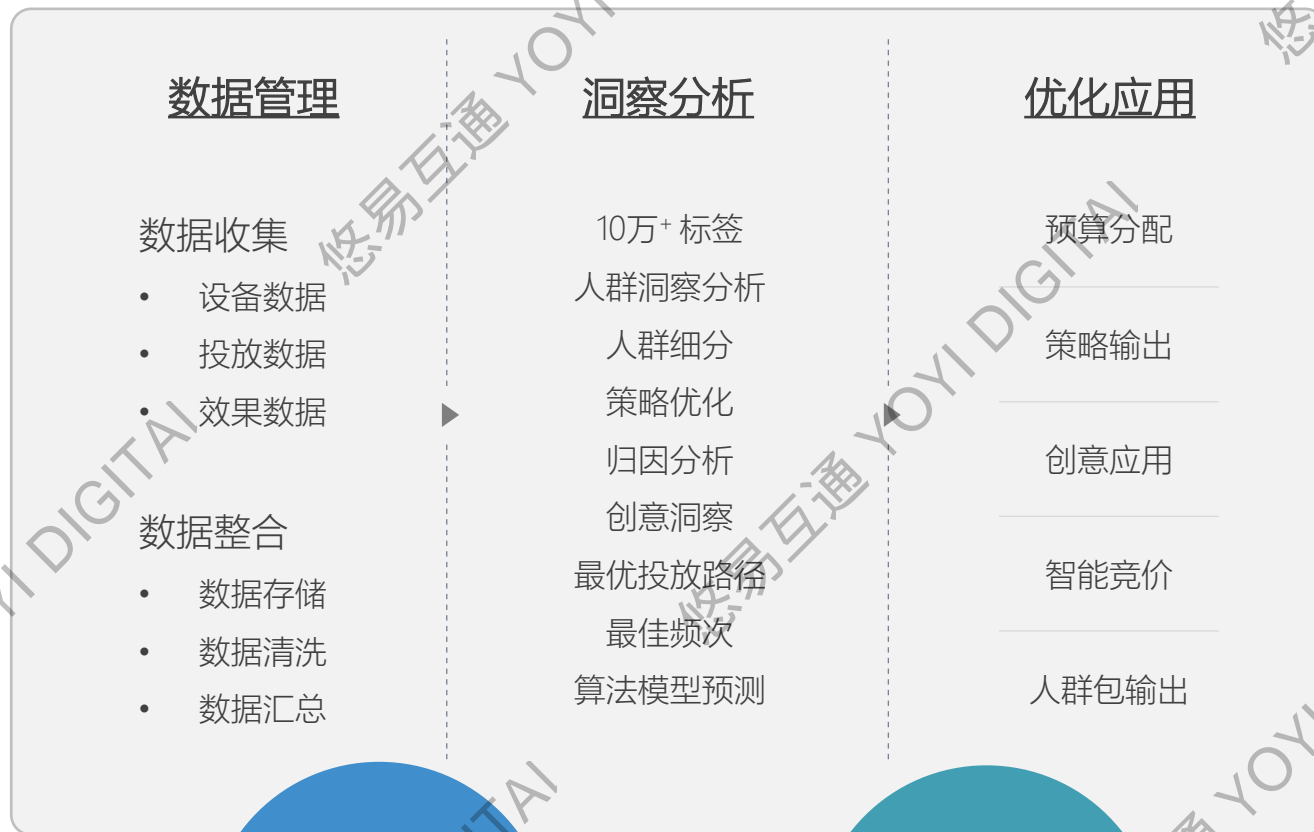 数据管理
数据收集
• 设备数据
• 投放数据
• 效果数据
数据整合
• 数据存储
• 数据清洗
• 数据汇总
洞察分析
10万+ 标签
人群洞察分析
人群细分
策略优化
归因分析
创意洞察
最优投放路径
最佳频次
算法模型预测
优化应用
预算分配
策略输出
创意应用
智能竞价
人群包输出
悠易互通 YOYI
悠易互通 YOYI DIGITAL
YI DIGITAL
ITAL
通 YOYI
悠